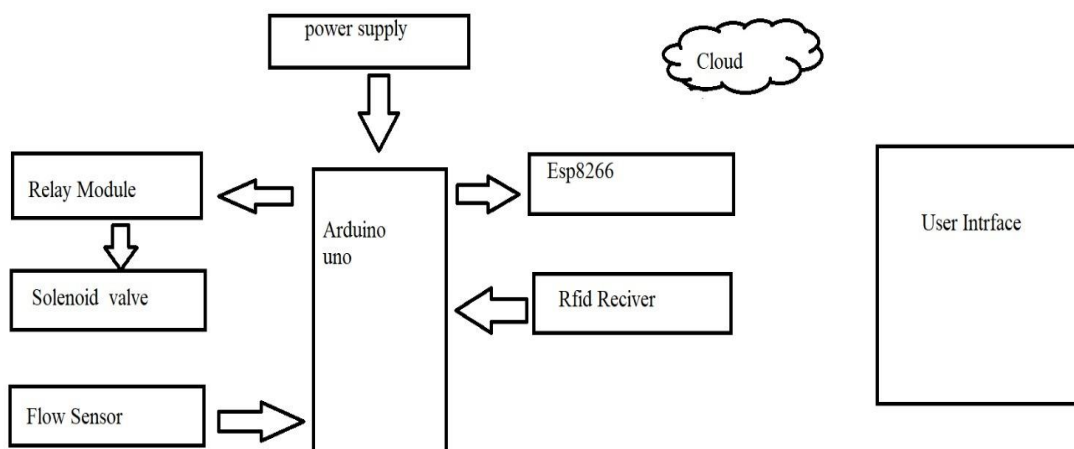 power supply
Cloud
Relay Module
Esp8266
Arduino
uno
User Intrface
Solenoid valve
Rfid Reciver
Flow Sensor